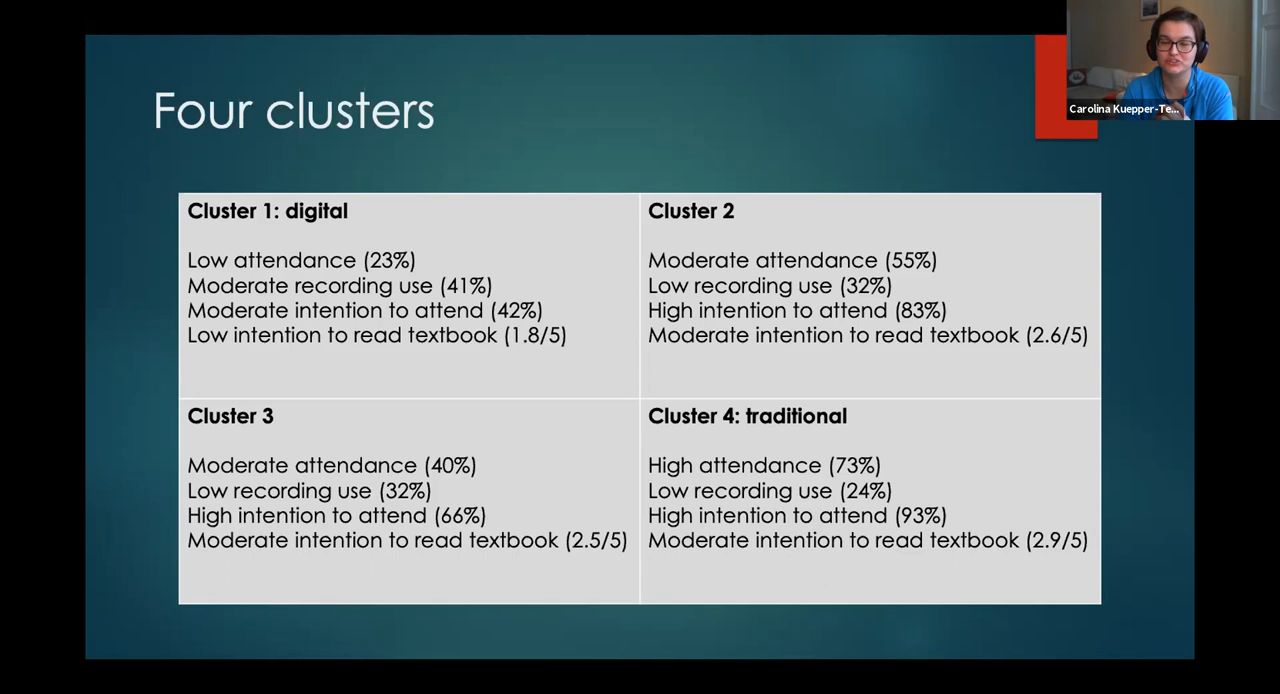 Four clusters
Carolina Kuepper-Te...
Cluster 1: digital
Low attendance (23%)
Moderate recording use (41%)
Moderate intention to attend (42%)
Low intention to read textbook (1.8/5)
Cluster 2
Moderate attendance (55%)
Low recording use (32%)
High intention to attend (83%)
Moderate intention to read textbook (2.6/5)
Cluster 3
Moderate attendance (40%)
Low recording use (32%)
High intention to attend (66%)
Moderate intention to read textbook (2.5/5)
Cluster 4: traditional
High attendance (73%)
Low recording use (24%)
High intention to attend (93%)
Moderate intention to read textbook (2.9/5)